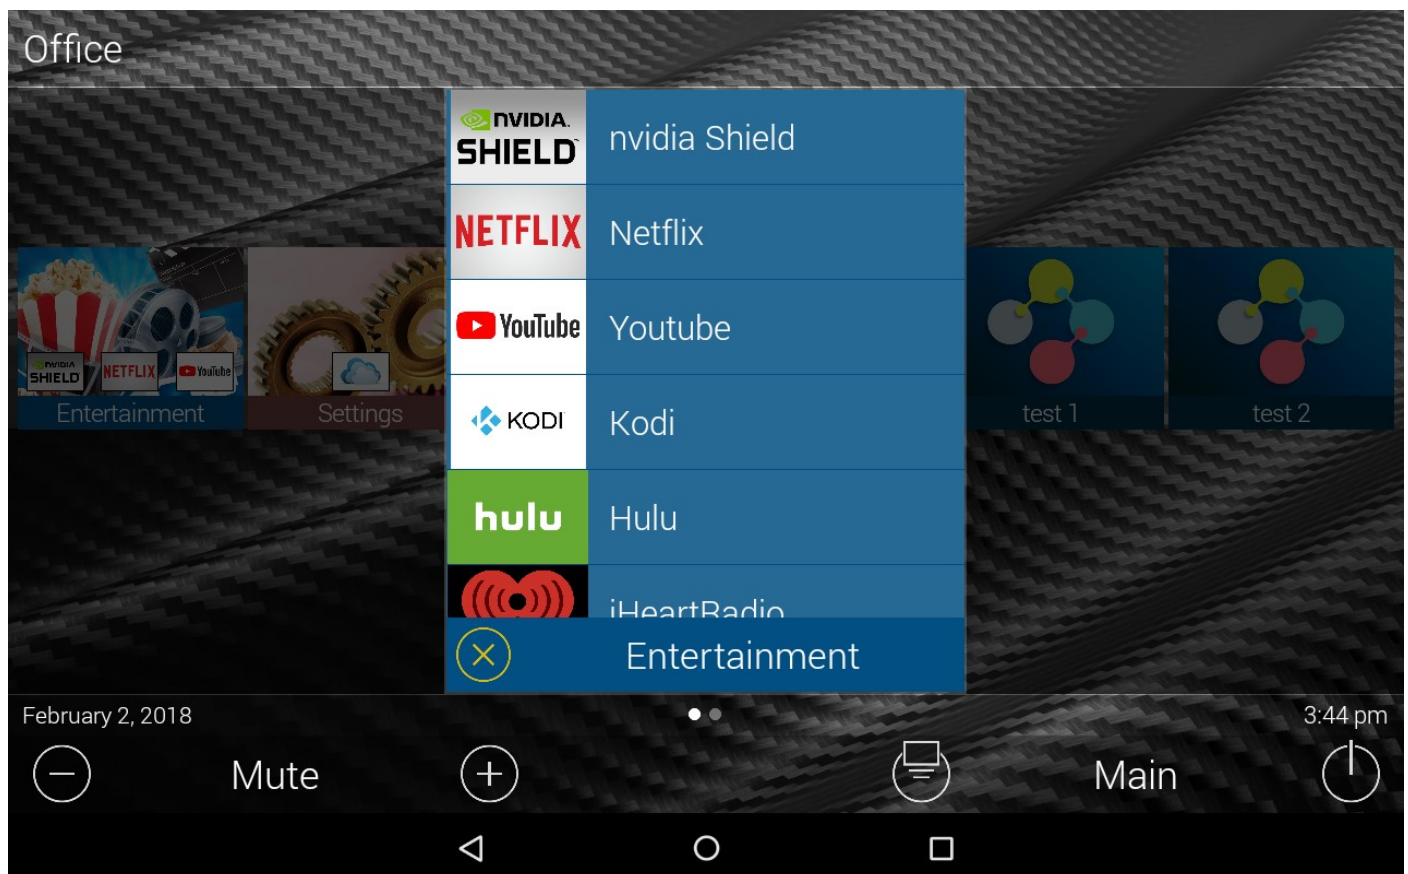 Office
NVIDIA.
SHIELD
nvidia Shield
NETFLIX
Netflix
YouTube
Youtube
KODI
Kodi
hulu
Hulu
iHeartRadio
Entertainment
NVIDIA
SHIELD
NETFLIX
YouTube
Entertainment
Settings
test 1
test 2
February 2, 2018
3:44 pm
Mute
Main